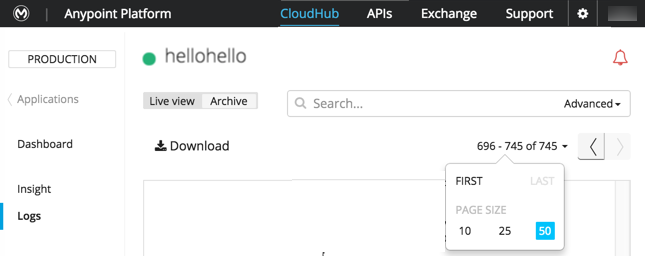 Anypoint Platform CloudHub APIs Exchange Support
PRODUCTION
hellohello
Applications
Live view Archive
Search... Advanced
Dashboard
Download
696 - 745 of 745
FIRST LAST
Insight
PAGE SIZE
Logs
10 25 50